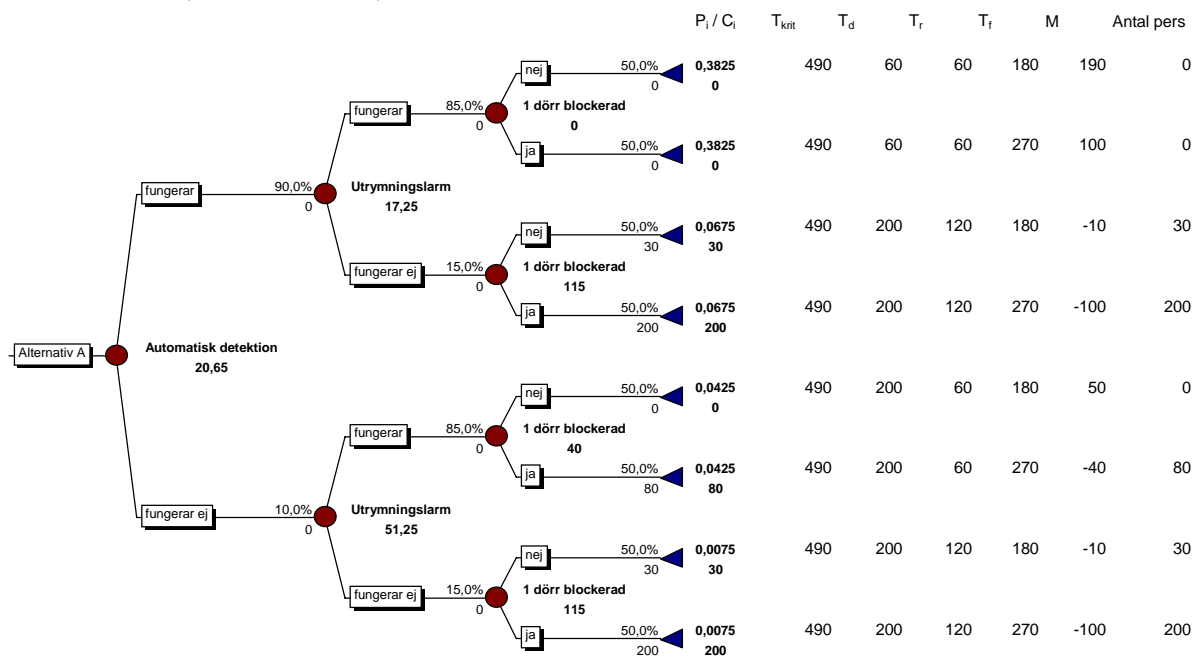 P_i / C_i T_krit T_d T_r T_f M Antal pers
nej 50,0% 0,3825 490 60 60 180 190 0
0 0
fungerar 85,0% 1 dörr blockerad
0 0
ja 50,0% 0,3825 490 60 60 270 100 0
0 0
fungerar 90,0% Utrymningslarm
0 17,25
nej 50,0% 0,0675 490 200 120 180 -10 30
30 30
fungerar ej 15,0% 1 dörr blockerad
0 115
ja 50,0% 0,0675 490 200 120 270 -100 200
200 200
Alternativ A Automatisk detektion
20,65
nej 50,0% 0,0425 490 200 60 180 50 0
0 0
fungerar 85,0% 1 dörr blockerad
0 40
ja 50,0% 0,0425 490 200 60 270 -40 80
80 80
fungerar ej 10,0% Utrymningslarm
0 51,25
nej 50,0% 0,0075 490 200 120 180 -10 30
30 30
fungerar ej 15,0% 1 dörr blockerad
0 115
ja 50,0% 0,0075 490 200 120 270 -100 200
200 200